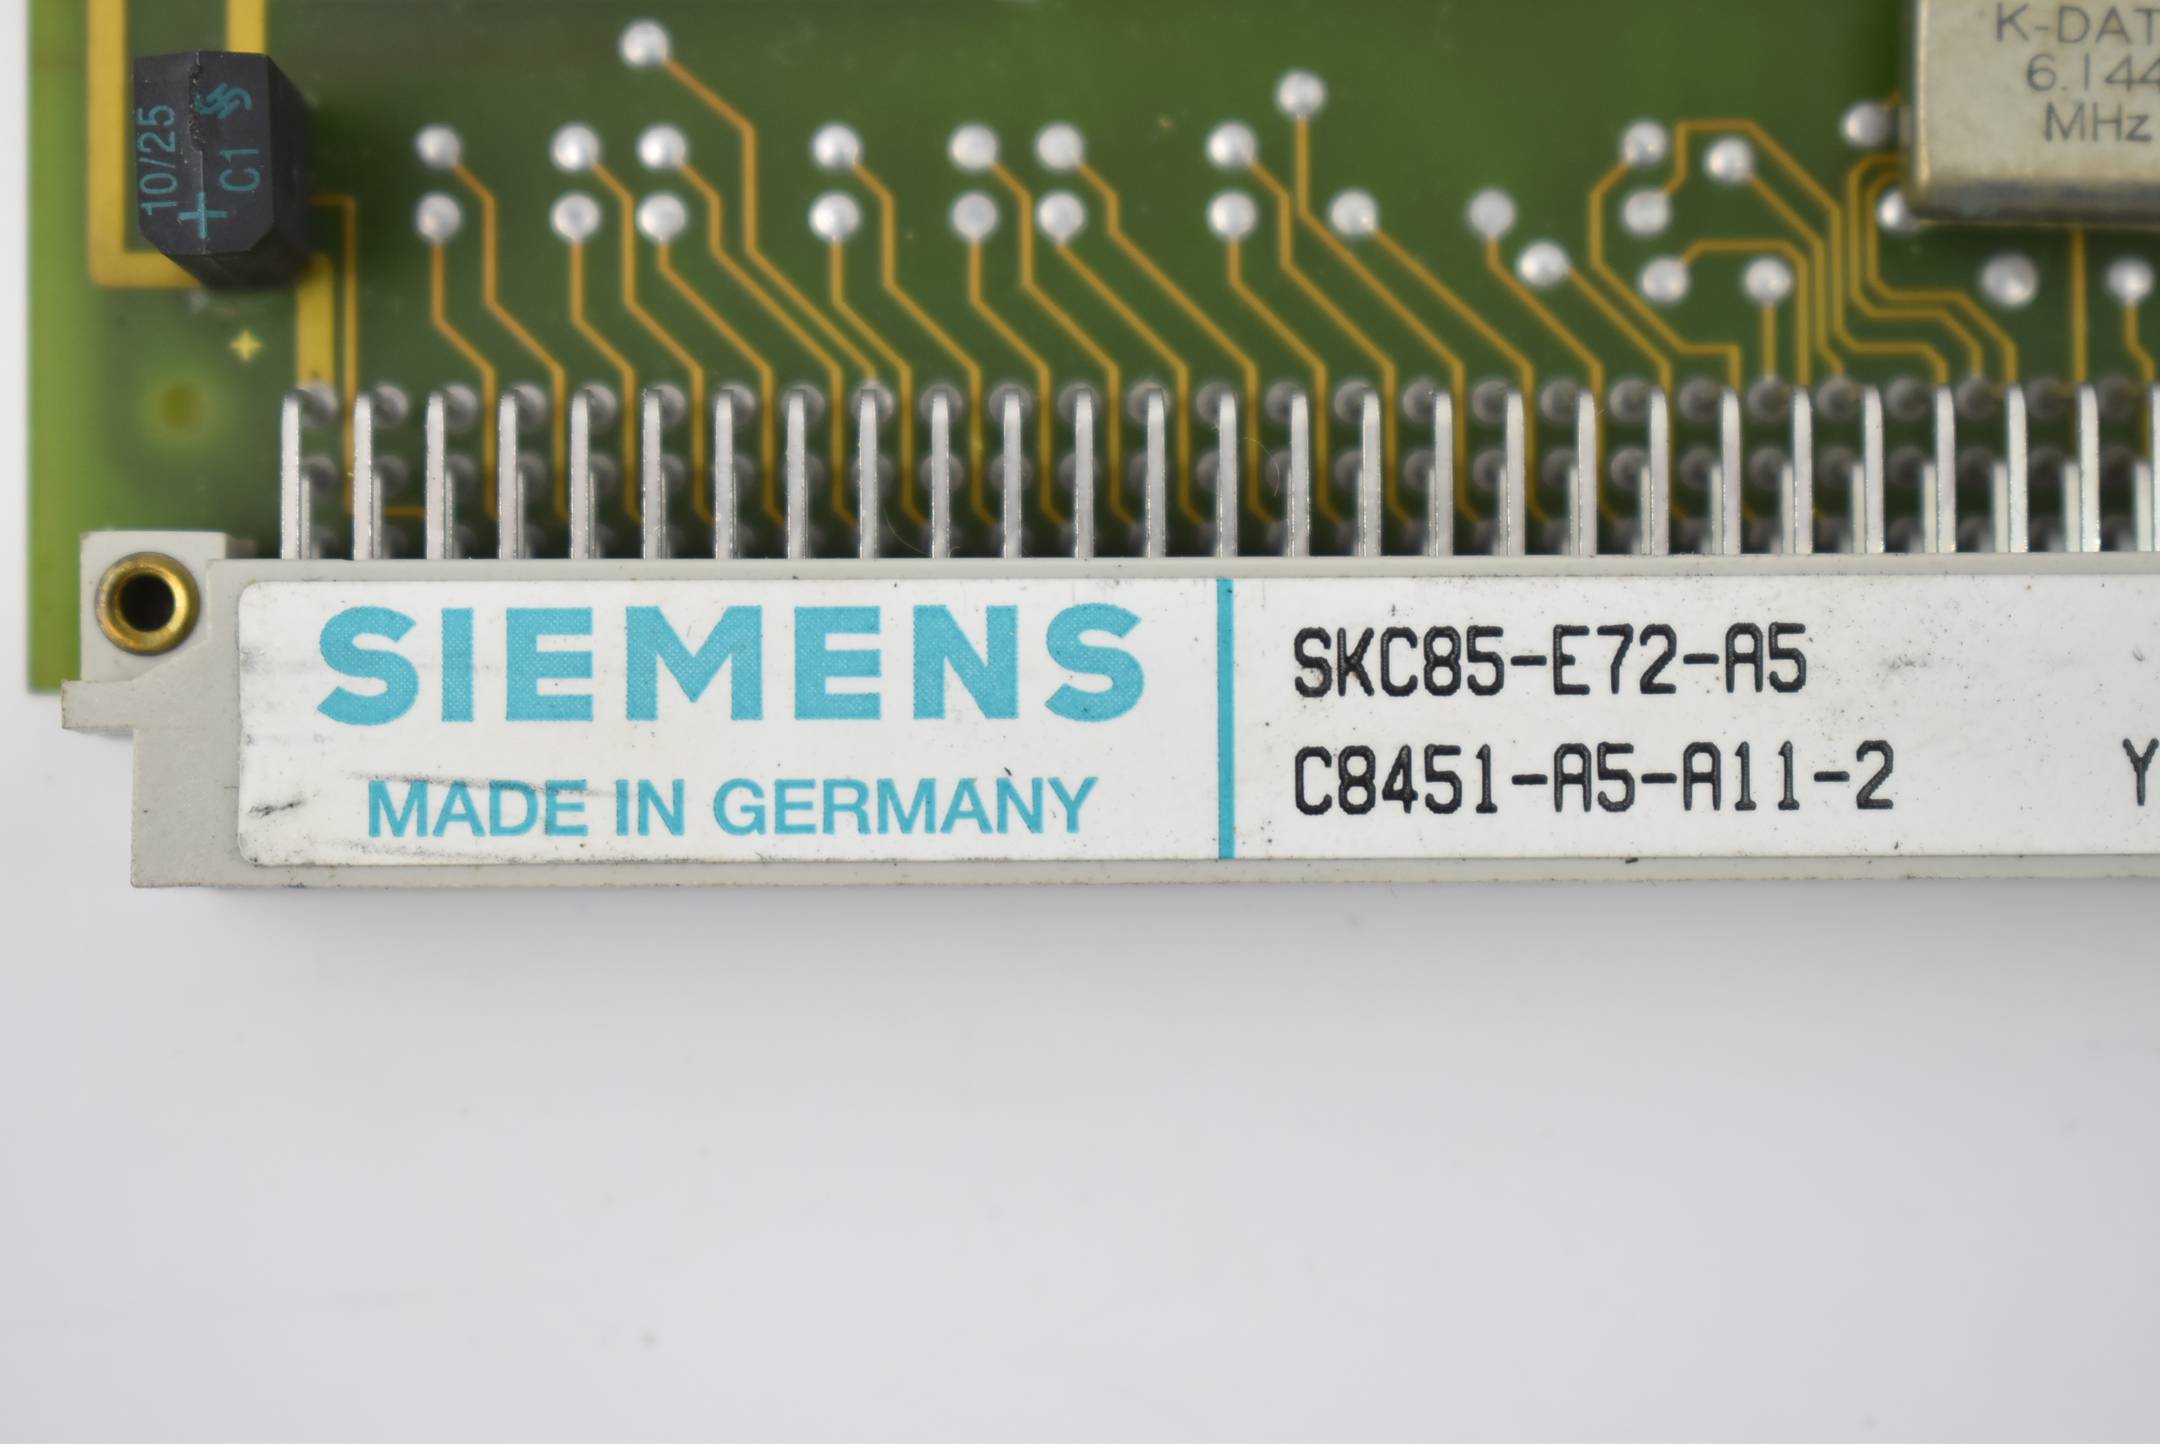 K-DAT
6.144
MHz
10/25
+ C1
SIEMENS
MADE IN GERMANY
SKC85-E72-A5
C8451-A5-A11-2 Y